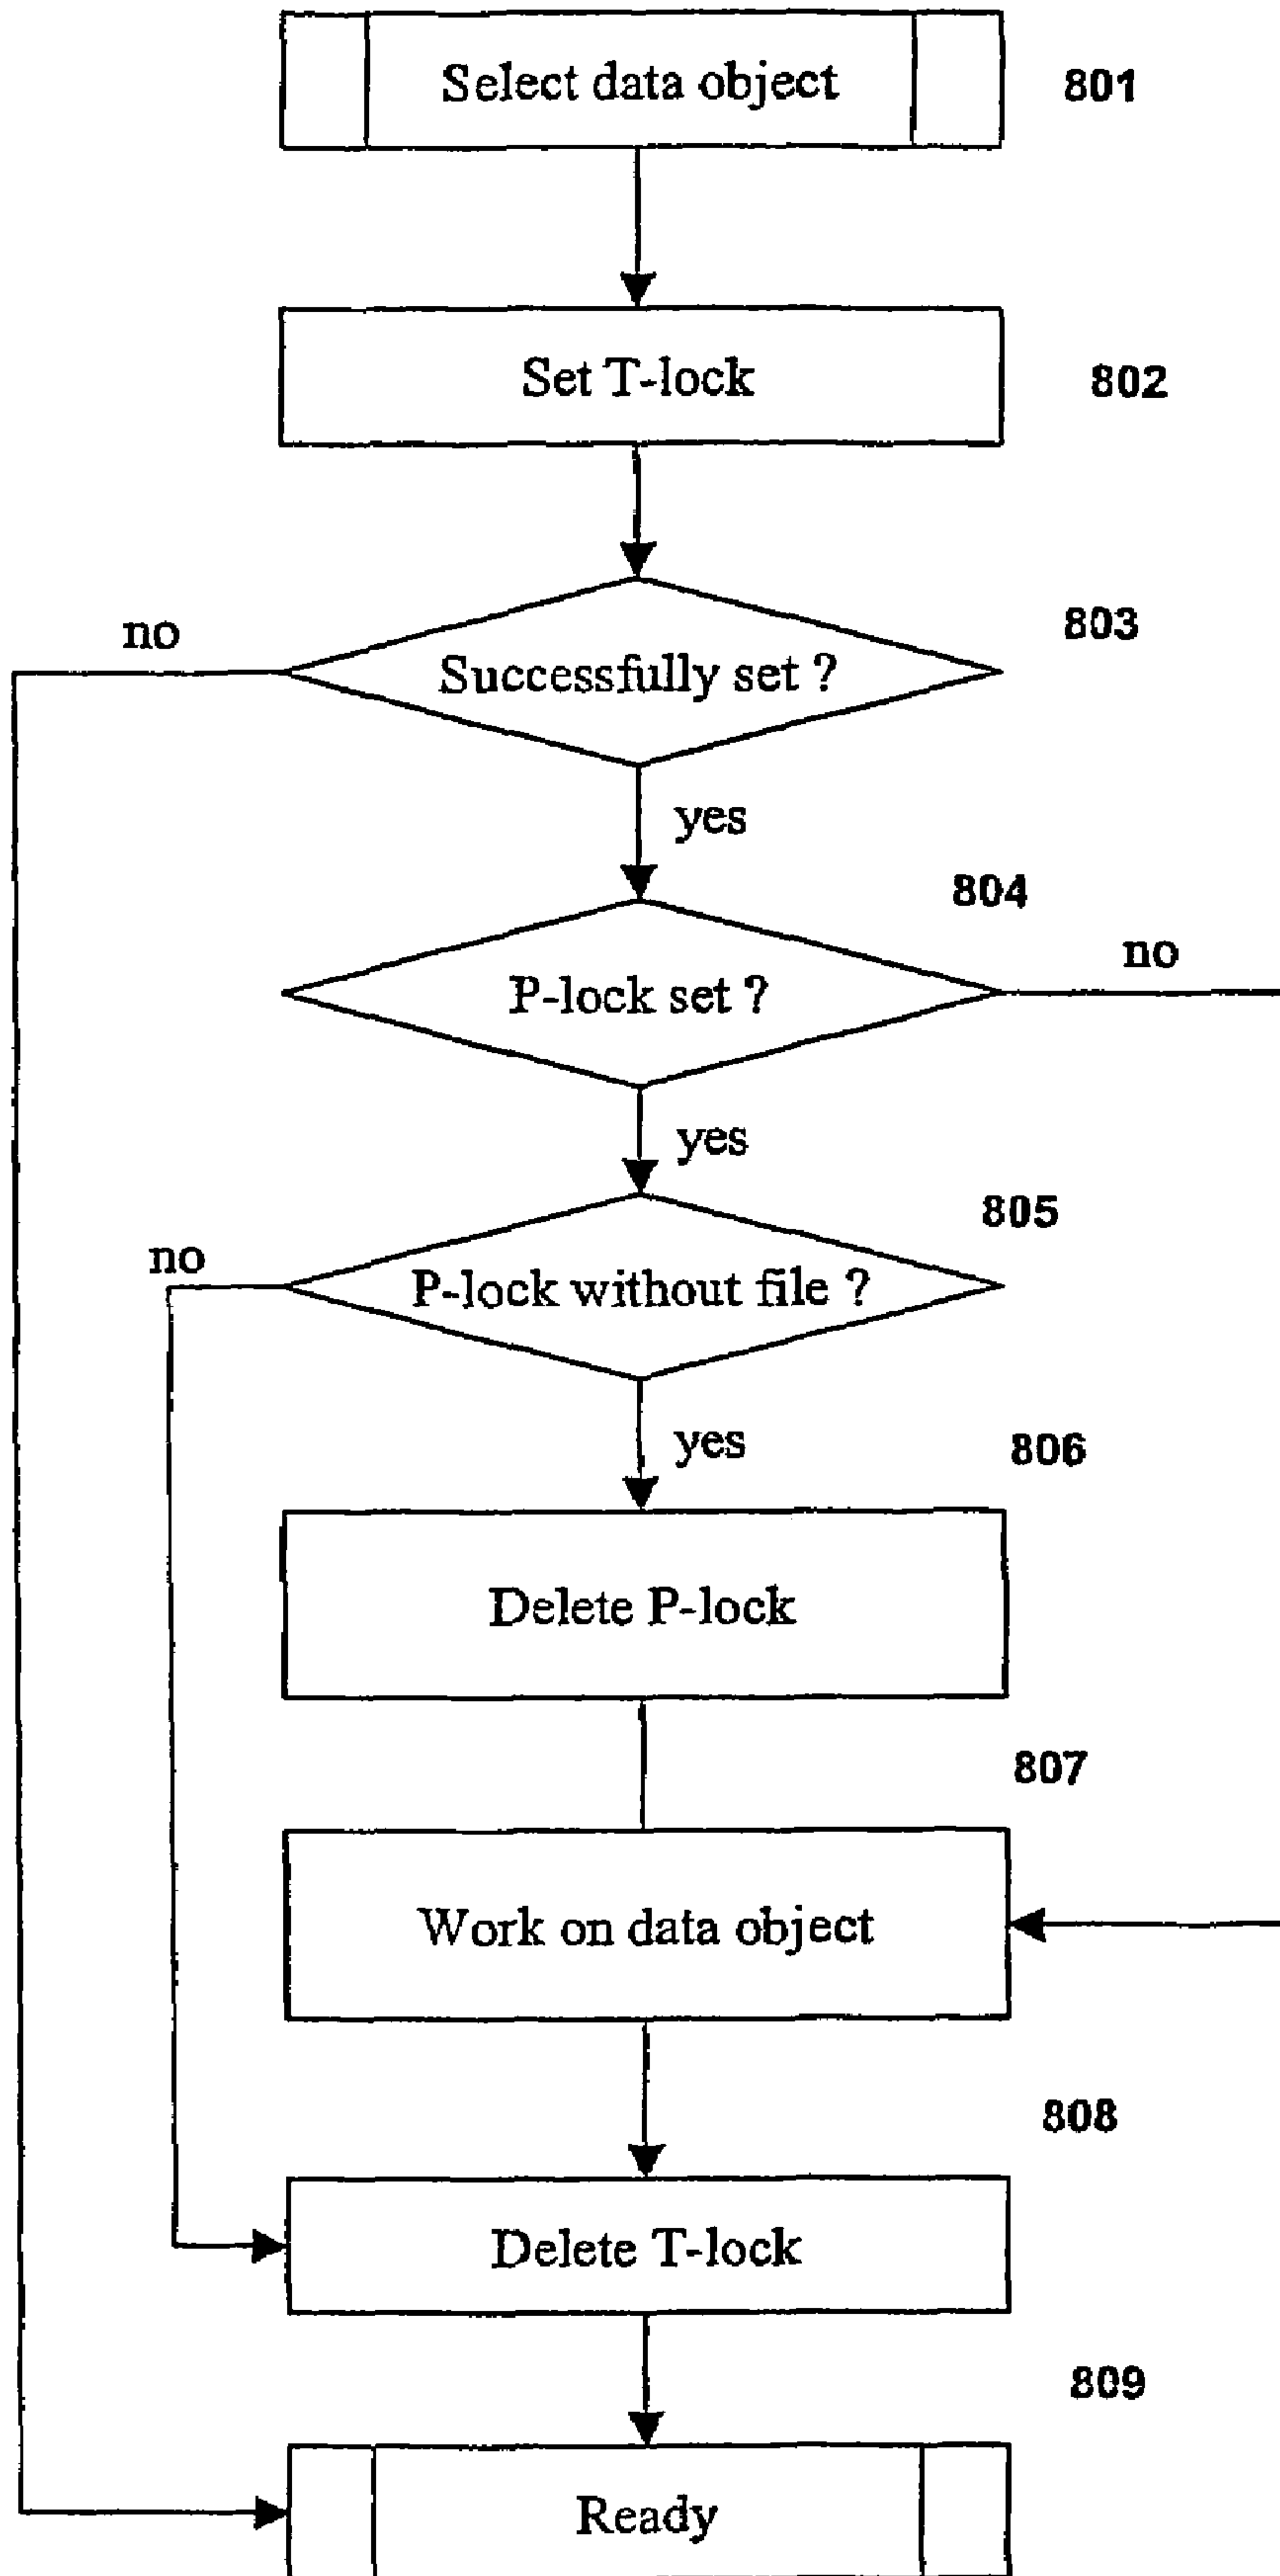 Select data object
801
Set T-lock
802
803
no
Successfully set ?
yes
804
no
P-lock set ?
yes
805
no
P-lock without file ?
yes
806
Delete P-lock
807
Work on data object
808
Delete T-lock
809
Ready